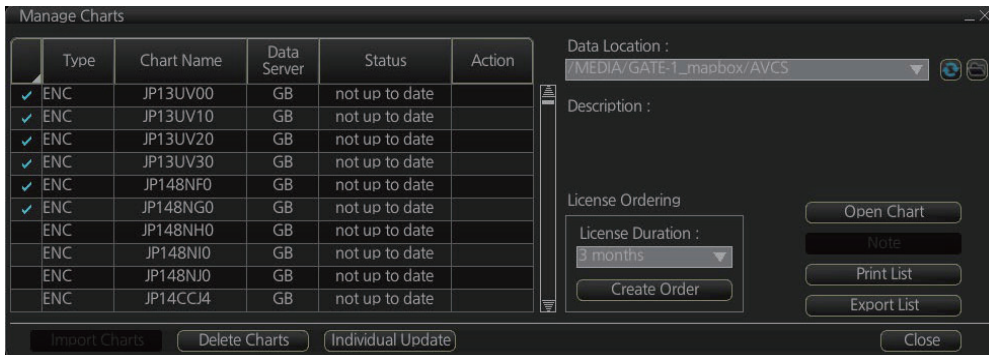 Manage Charts
Type Chart Name Data Server Status Action
✓ ENC JP13UV00 GB not up to date
✓ ENC JP13UV10 GB not up to date
✓ ENC JP13UV20 GB not up to date
✓ ENC JP13UV30 GB not up to date
✓ ENC JP148NF0 GB not up to date
✓ ENC JP148NG0 GB not up to date
ENC JP148NH0 GB not up to date
ENC JP148NI0 GB not up to date
ENC JP148NJ0 GB not up to date
ENC JP14CCJ4 GB not up to date
Data Location :
/MEDIA/GATE-1_mapbox/AVCS
Description :
License Ordering
License Duration :
3 months
Create Order
Open Chart
Note
Print List
Export List
Import Charts Delete Charts Individual Update Close